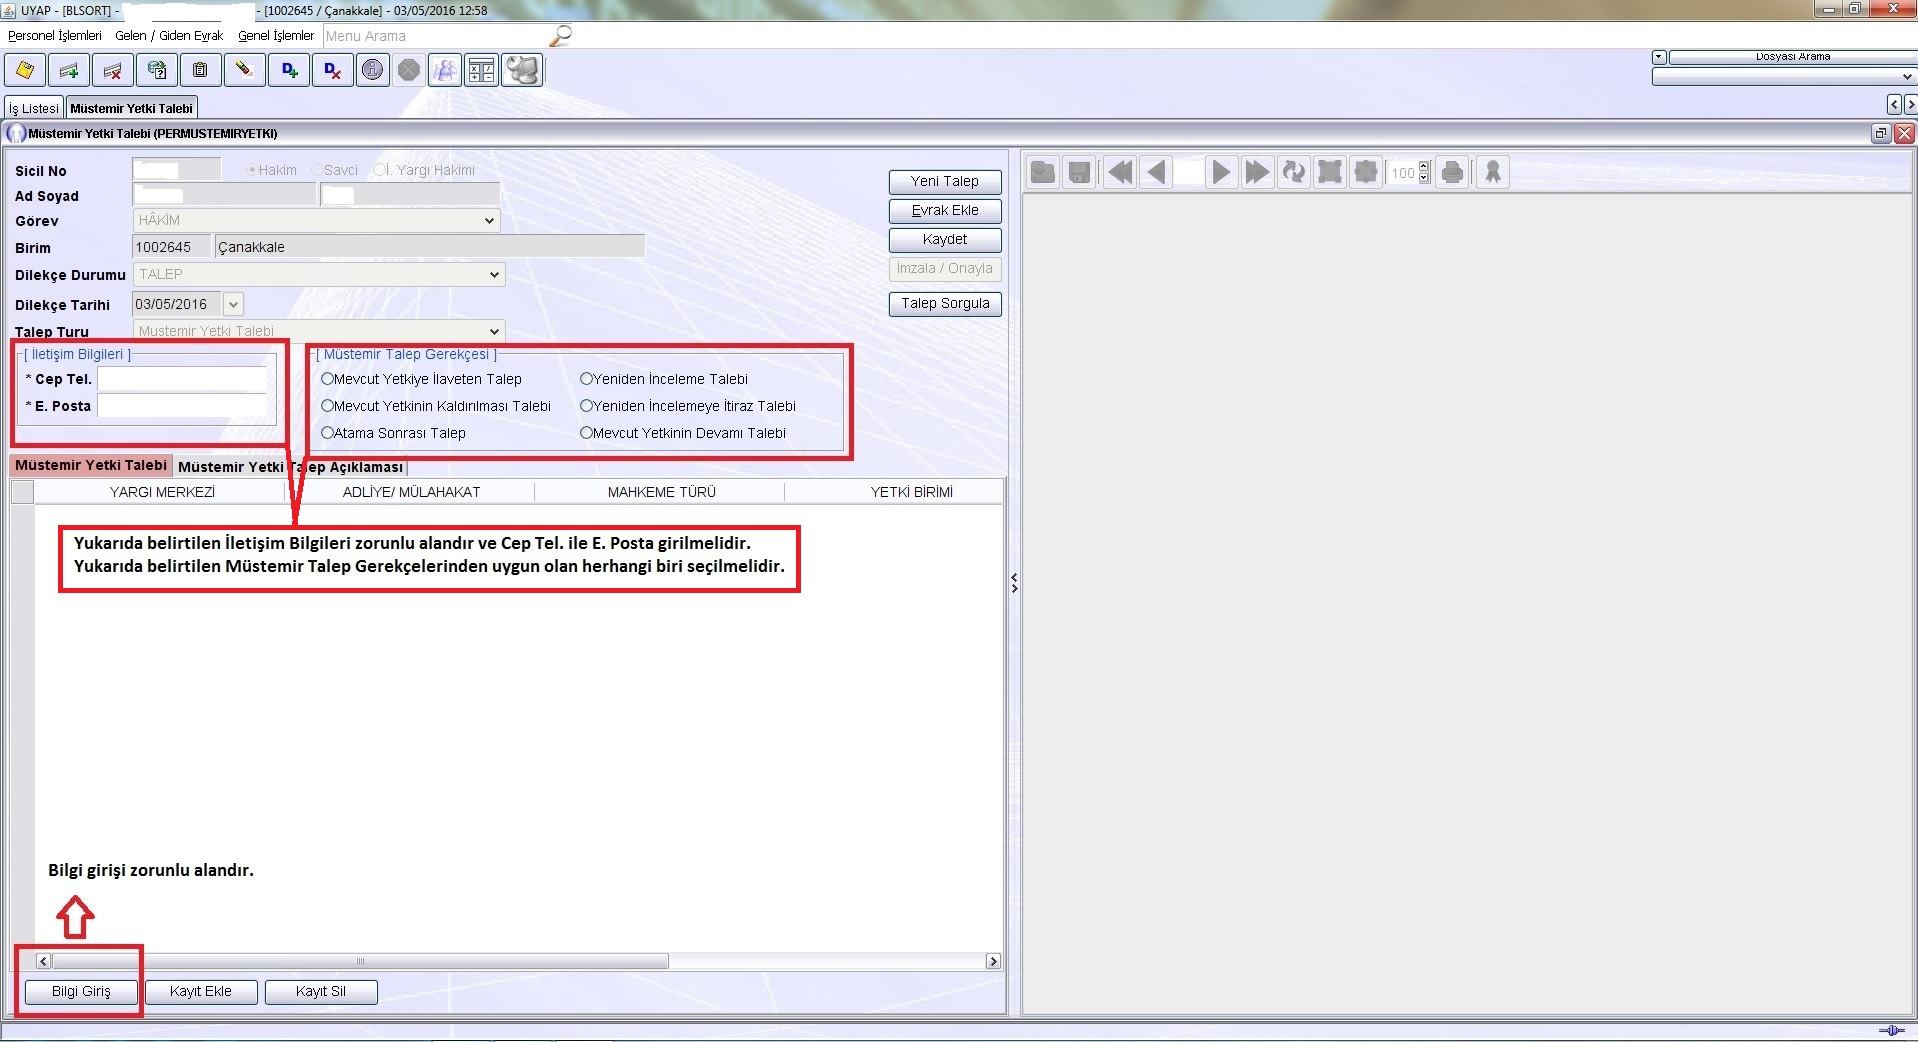 UYAP - [BLSORT] - - [1002645 / Çanakkale] - 03/05/2016 12:58
Personel İşlemleri Gelen / Giden Evrak Genel İşlemler Menu Arama
Dosyası Arama
İş Listesi Müstemir Yetki Talebi
Müstemir Yetki Talebi (PERMUSTEMIRYETKI)
Sicil No Hakim Savci İ. Yargı Hakimi
Ad Soyad
Görev HÂKİM
Birim 1002645 Çanakkale
Dilekçe Durumu TALEP
Dilekçe Tarihi 03/05/2016
Talep Turu Mustemir Yetki Talebi
Yeni Talep
Evrak Ekle
Kaydet
İmzala / Onayla
Talep Sorgula
100
[ İletişim Bilgileri ]
* Cep Tel.
* E. Posta
[ Müstemir Talep Gerekçesi ]
Mevcut Yetkiye İlaveten Talep Yeniden İnceleme Talebi
Mevcut Yetkinin Kaldırılması Talebi Yeniden İncelemeye İtiraz Talebi
Atama Sonrası Talep Mevcut Yetkinin Devamı Talebi
Müstemir Yetki Talebi Müstemir Yetki Talep Açıklaması
YARGI MERKEZİ ADLİYE/ MÜLAHAKAT MAHKEME TÜRÜ YETKİ BİRİMİ
Yukarıda belirtilen İletişim Bilgileri zorunlu alandır ve Cep Tel. ile E. Posta girilmelidir.
Yukarıda belirtilen Müstemir Talep Gerekçelerinden uygun olan herhangi biri seçilmelidir.
Bilgi girişi zorunlu alandır.
Bilgi Giriş Kayıt Ekle Kayıt Sil